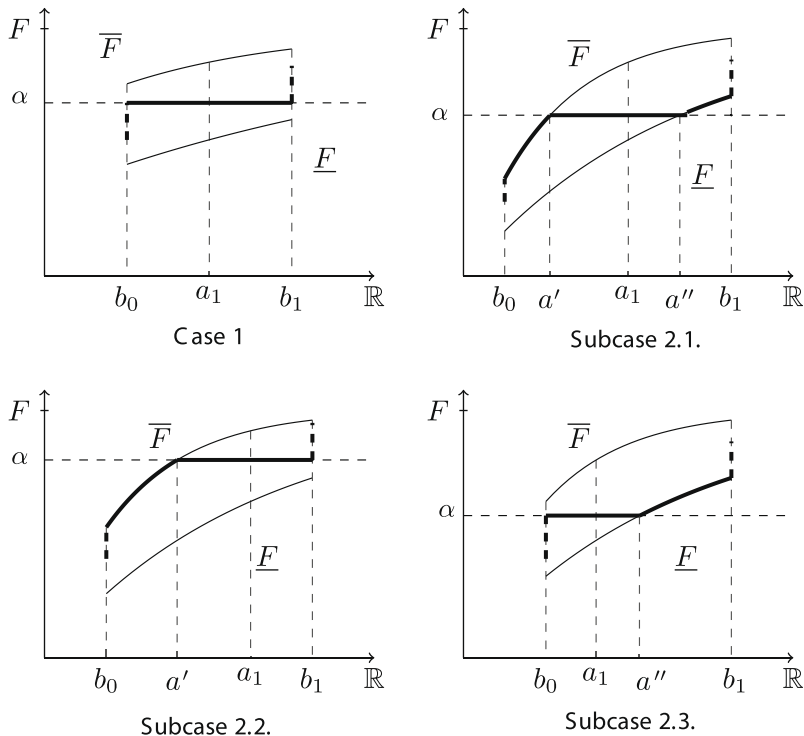 F
F̅
α
F̲
b₀ a₁ b₁ ℝ
Case 1
F
F̅
α
F̲
b₀ a′ a₁ a″ b₁ ℝ
Subcase 2.1.
F
F̅
α
F̲
b₀ a′ a₁ b₁ ℝ
Subcase 2.2.
F
F̅
α
F̲
b₀ a₁ a″ b₁ ℝ
Subcase 2.3.